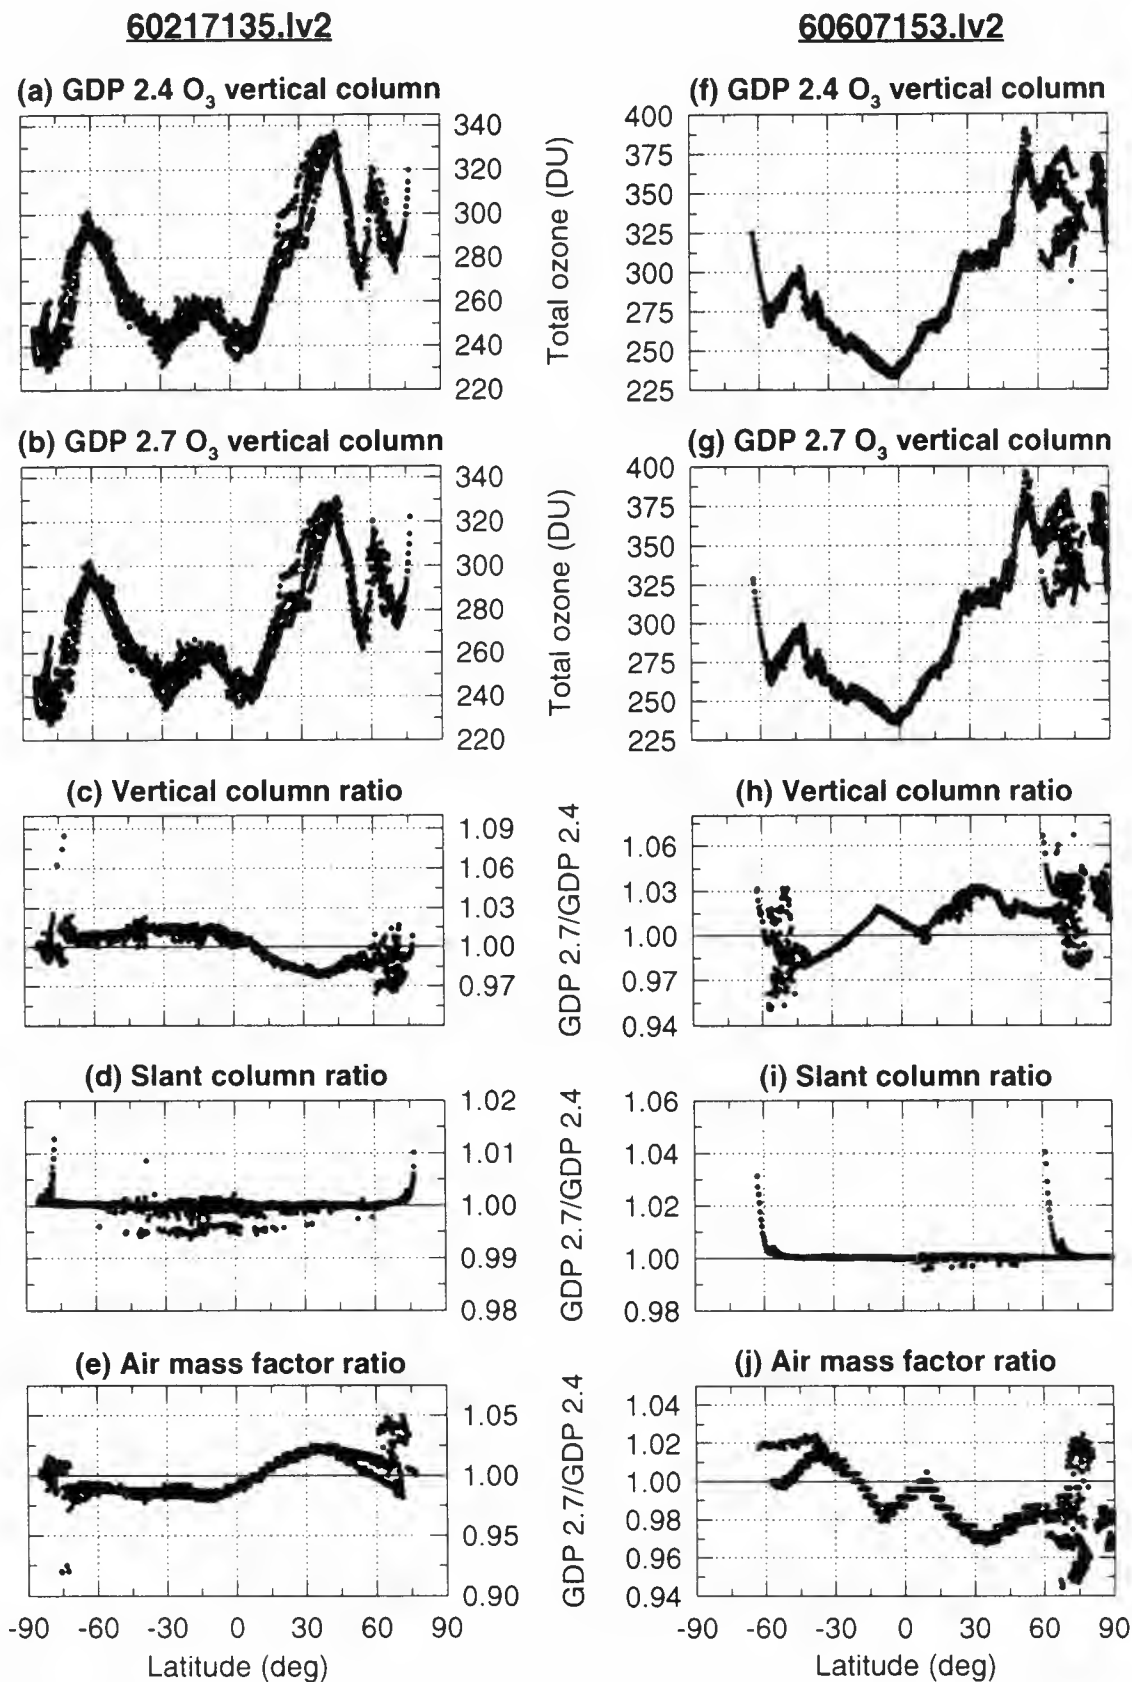 60217135.lv2
(a) GDP 2.4 O3 vertical column
340
320
300
280
260
240
220
Total ozone (DU)
(b) GDP 2.7 O3 vertical column
340
320
300
280
260
240
220
Total ozone (DU)
(c) Vertical column ratio
1.09
1.06
1.03
1.00
0.97
GDP 2.7/GDP 2.4
(d) Slant column ratio
1.02
1.01
1.00
0.99
0.98
GDP 2.7/GDP 2.4
(e) Air mass factor ratio
1.05
1.00
0.95
0.90
GDP 2.7/GDP 2.4
-90 -60 -30 0 30 60 90
Latitude (deg)
60607153.lv2
(f) GDP 2.4 O3 vertical column
400
375
350
325
300
275
250
225
(g) GDP 2.7 O3 vertical column
400
375
350
325
300
275
250
225
(h) Vertical column ratio
1.06
1.03
1.00
0.97
0.94
(i) Slant column ratio
1.06
1.04
1.02
1.00
0.98
(j) Air mass factor ratio
1.04
1.02
1.00
0.98
0.96
0.94
-90 -60 -30 0 30 60 90
Latitude (deg)